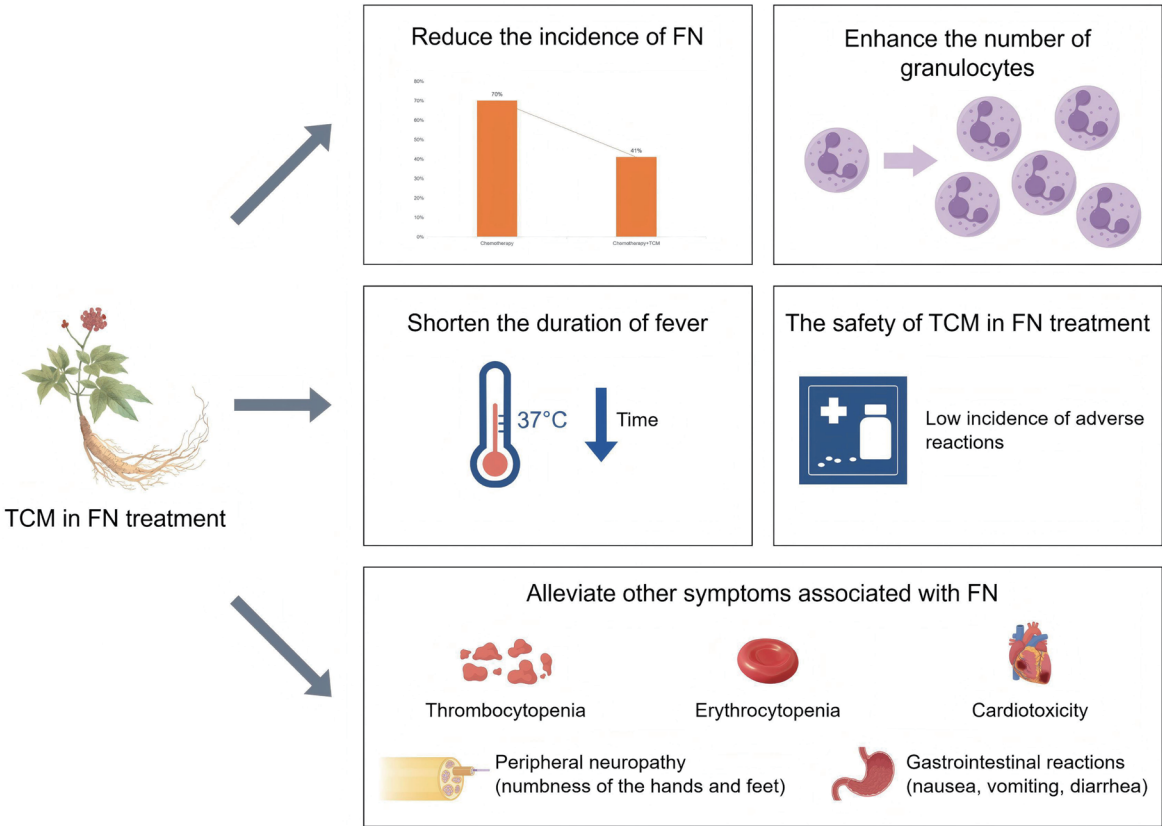 Reduce the incidence of FN
80%
70%
60%
50%
40%
30%
20%
10%
0%
70%
41%
Chemotherapy
Chemotherapy+TCM
Enhance the number of
granulocytes
TCM in FN treatment
Shorten the duration of fever
37°C
Time
The safety of TCM in FN treatment
Low incidence of adverse
reactions
Alleviate other symptoms associated with FN
Thrombocytopenia
Erythrocytopenia
Cardiotoxicity
Peripheral neuropathy
(numbness of the hands and feet)
Gastrointestinal reactions
(nausea, vomiting, diarrhea)